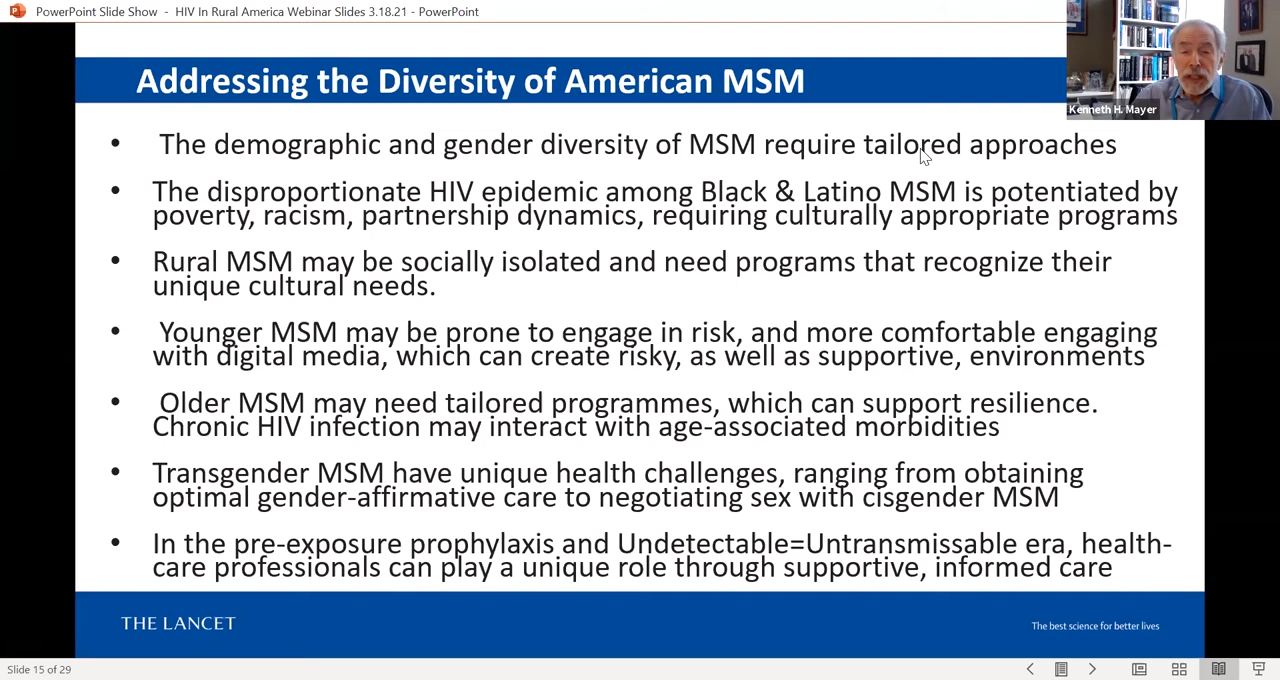 PowerPoint Slide Show - HIV In Rural America Webinar Slides 3.18.21 - PowerPoint
Addressing the Diversity of American MSM
Kenneth H. Mayer
• The demographic and gender diversity of MSM require tailored approaches
• The disproportionate HIV epidemic among Black & Latino MSM is potentiated by
poverty, racism, partnership dynamics, requiring culturally appropriate programs
• Rural MSM may be socially isolated and need programs that recognize their
unique cultural needs.
• Younger MSM may be prone to engage in risk, and more comfortable engaging
with digital media, which can create risky, as well as supportive, environments
• Older MSM may need tailored programmes, which can support resilience.
Chronic HIV infection may interact with age-associated morbidities
• Transgender MSM have unique health challenges, ranging from obtaining
optimal gender-affirmative care to negotiating sex with cisgender MSM
• In the pre-exposure prophylaxis and Undetectable=Untransmissable era, health-
care professionals can play a unique role through supportive, informed care
THE LANCET
The best science for better lives
Slide 15 of 29